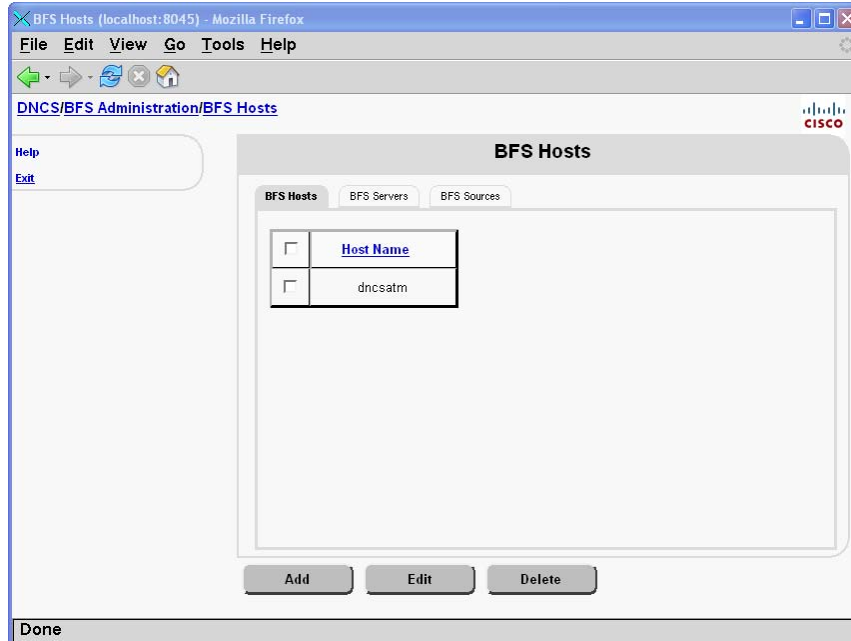 BFS Hosts (localhost:8045) - Mozilla Firefox
File Edit View Go Tools Help
DNCS/BFS Administration/BFS Hosts
CISCO
Help
Exit
BFS Hosts
BFS Hosts BFS Servers BFS Sources
Host Name
dncsatm
Add Edit Delete
Done